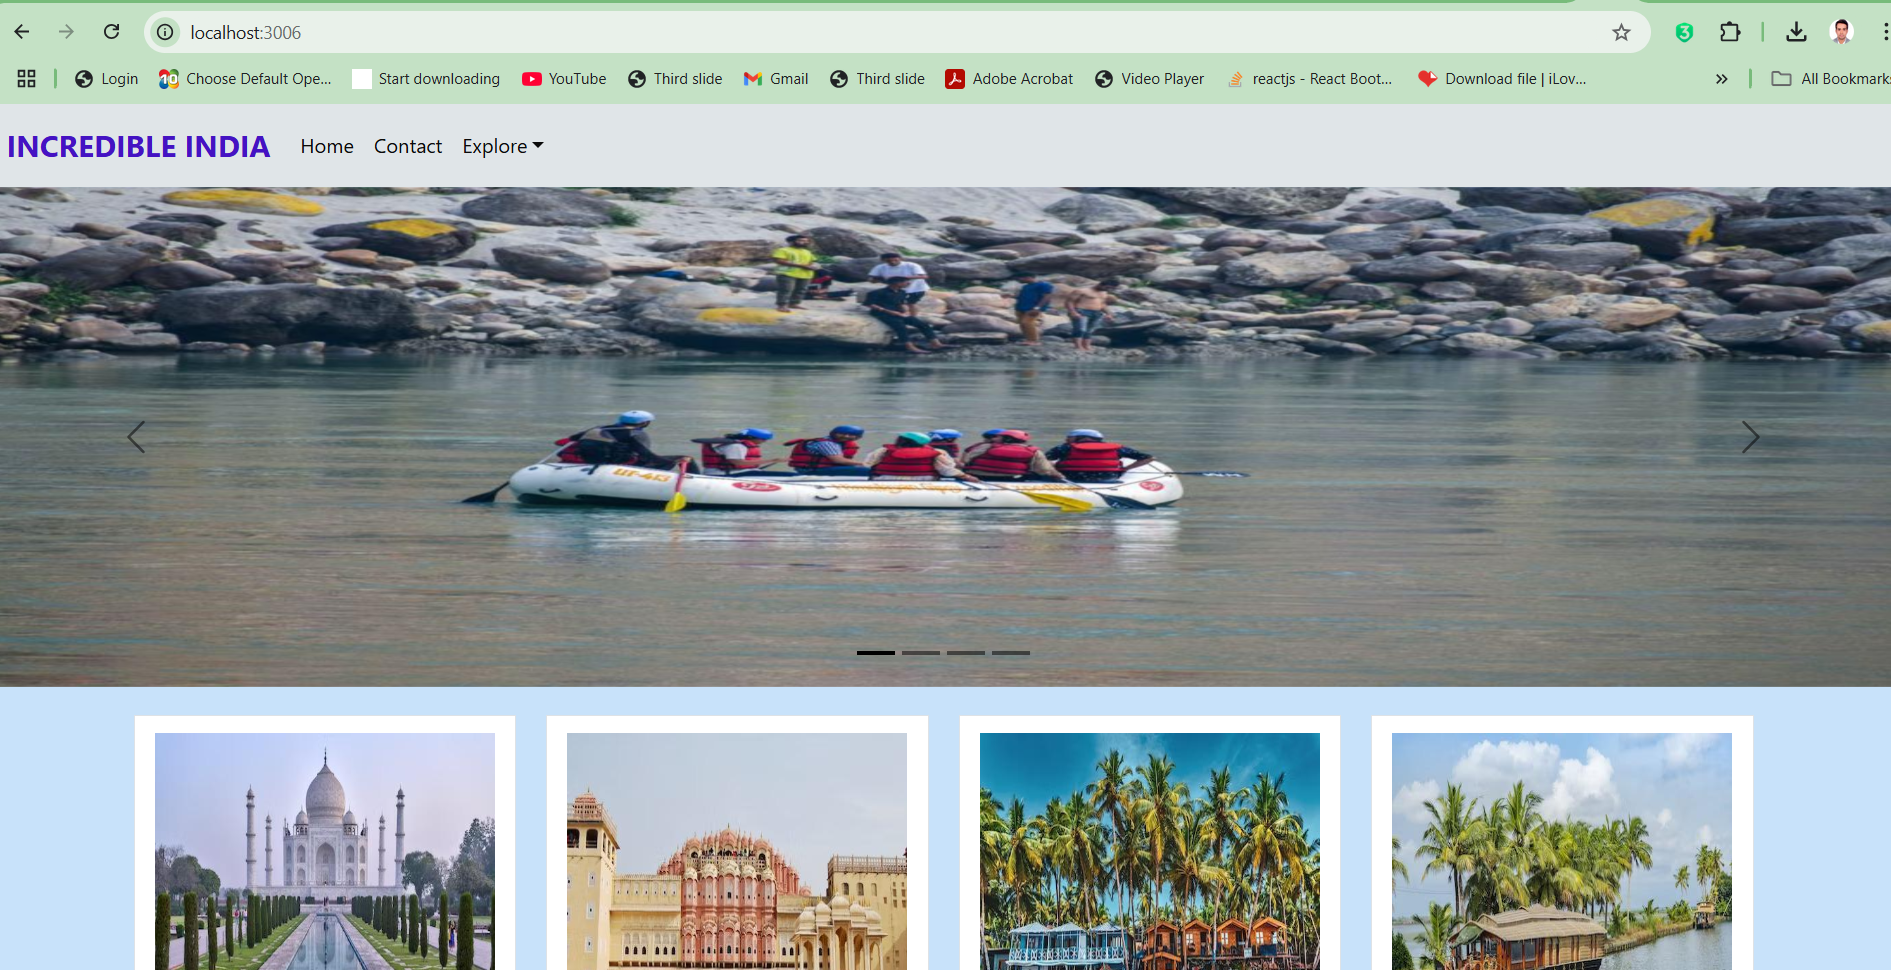 localhost:3006
Login Choose Default Ope... Start downloading YouTube Third slide Gmail Third slide Adobe Acrobat Video Player reactjs - React Boot... Download file | iLov... » All Bookmark
INCREDIBLE INDIA Home Contact Explore